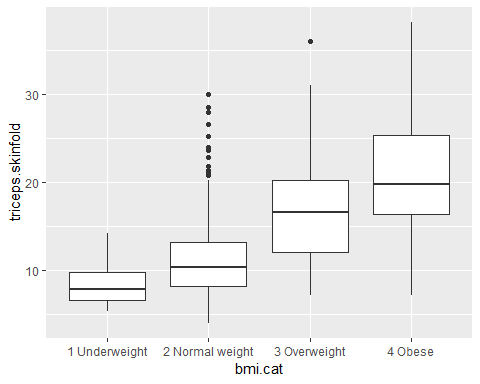 triceps.skinfold
30
20
10
1 Underweight
2 Normal weight
3 Overweight
4 Obese
bmi.cat